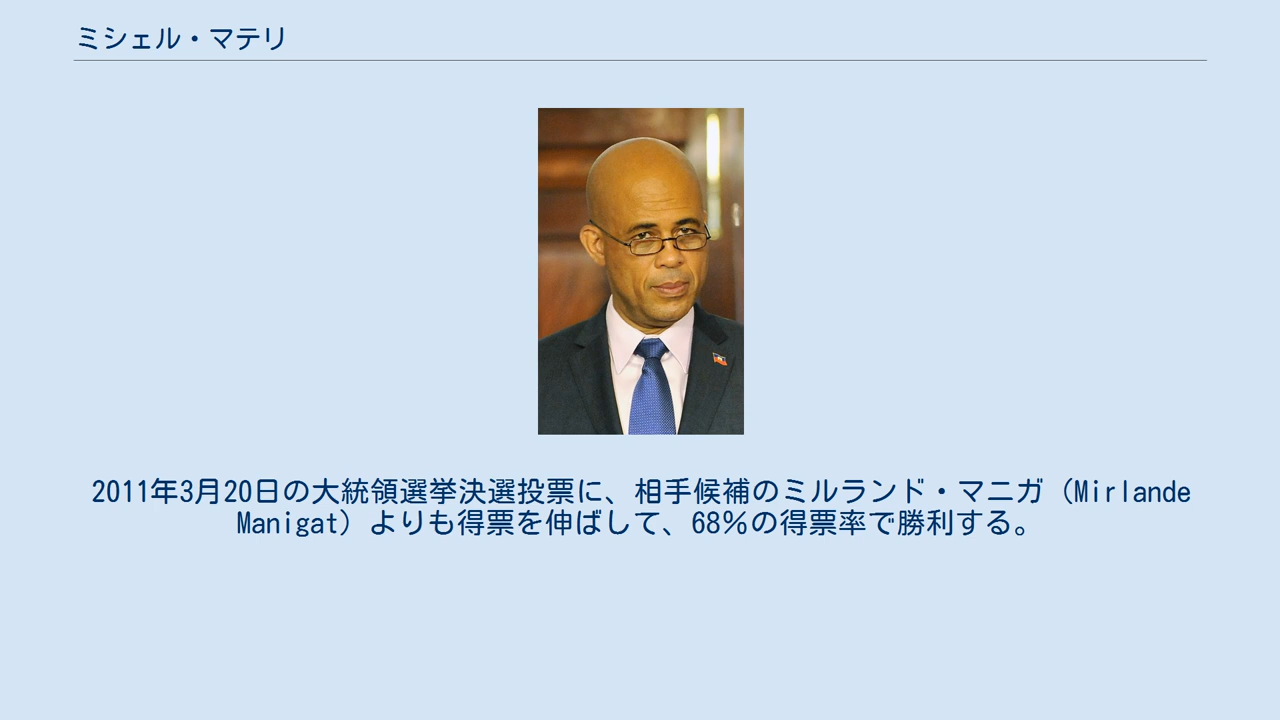 ミシェル・マテリ
2011年3月20日の大統領選挙決選投票に、相手候補のミルランド・マニガ（Mirlande
Manigat）よりも得票を伸ばして、68％の得票率で勝利する。